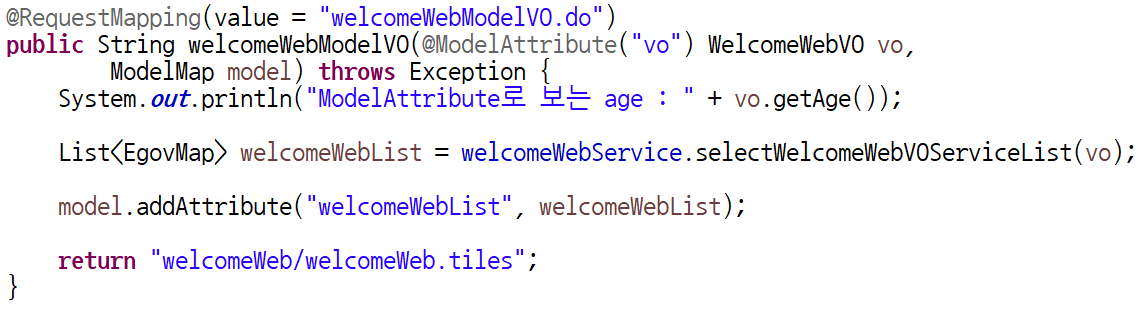 @RequestMapping(value = "welcomeWebModelVO.do")
public String welcomeWebModelVO(@ModelAttribute("vo") WelcomeWebVO vo,
        ModelMap model) throws Exception {
    System.out.println("ModelAttribute로 보는 age : " + vo.getAge());

    List<EgovMap> welcomeWebList = welcomeWebService.selectWelcomeWebVOServiceList(vo);

    model.addAttribute("welcomeWebList", welcomeWebList);

    return "welcomeWeb/welcomeWeb.tiles";
}